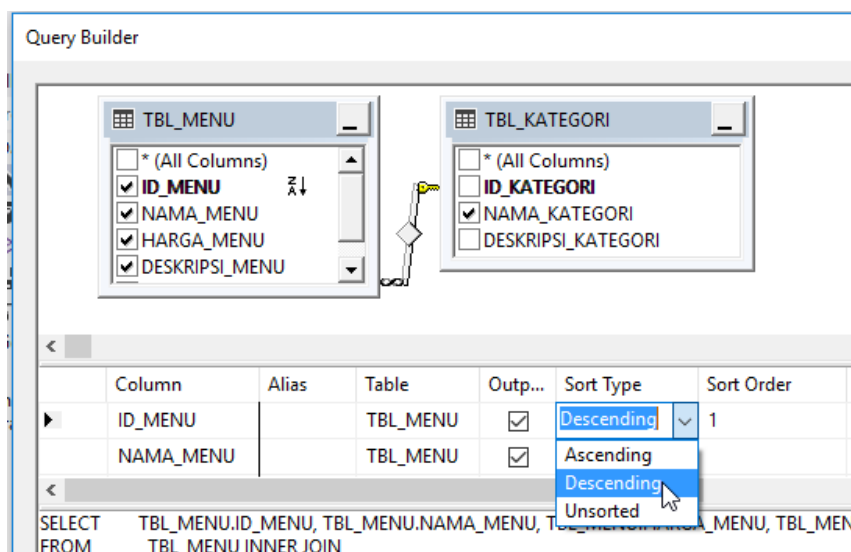 Query Builder
TBL_MENU
* (All Columns)
ID_MENU
NAMA_MENU
HARGA_MENU
DESKRIPSI_MENU
TBL_KATEGORI
* (All Columns)
ID_KATEGORI
NAMA_KATEGORI
DESKRIPSI_KATEGORI
Column Alias Table Outp... Sort Type Sort Order
ID_MENU TBL_MENU Descending 1
NAMA_MENU TBL_MENU
Ascending
Descending
Unsorted
SELECT TBL_MENU.ID_MENU, TBL_MENU.NAMA_MENU, TBL_MEN
FROM TBL_MENU INNER JOIN